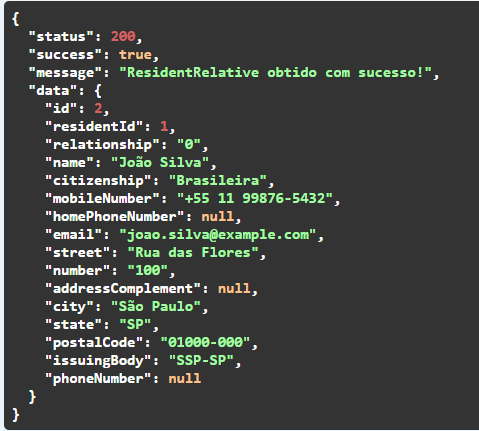 {
  "status": 200,
  "success": true,
  "message": "ResidentRelative obtido com sucesso!",
  "data": {
    "id": 2,
    "residentId": 1,
    "relationship": "0",
    "name": "João Silva",
    "citizenship": "Brasileira",
    "mobileNumber": "+55 11 99876-5432",
    "homePhoneNumber": null,
    "email": "joao.silva@example.com",
    "street": "Rua das Flores",
    "number": "100",
    "addressComplement": null,
    "city": "São Paulo",
    "state": "SP",
    "postalCode": "01000-000",
    "issuingBody": "SSP-SP",
    "phoneNumber": null
  }
}